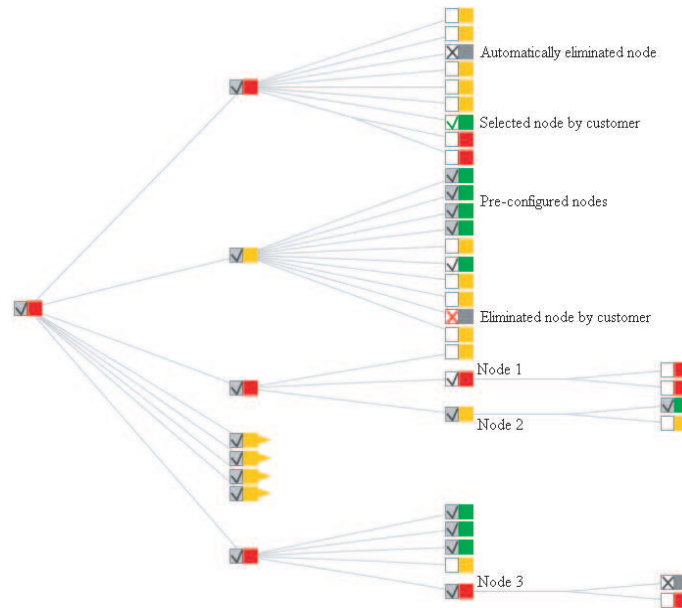 Automatically eliminated node
Selected node by customer
Pre-configured nodes
Eliminated node by customer
Node 1
Node 2
Node 3